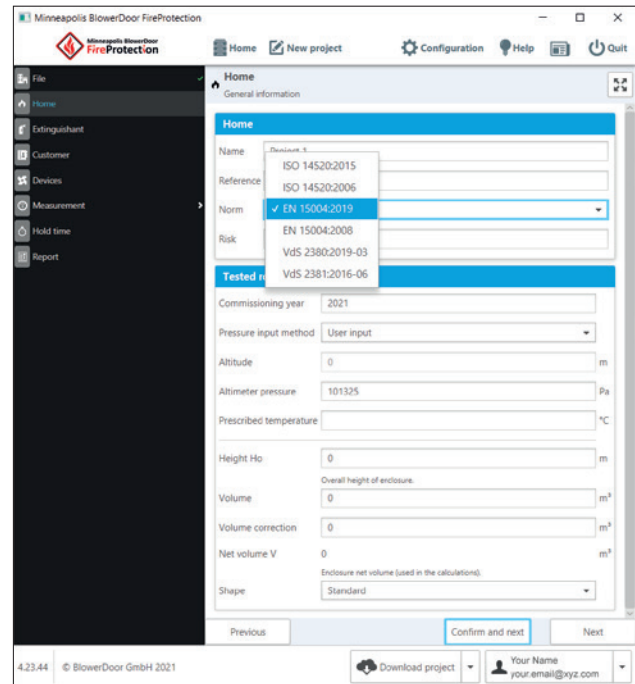 Minneapolis BlowerDoor FireProtection
Minneapolis BlowerDoor
FireProtection
Home New project Configuration Help Quit
File
Home
Extinguishant
Customer
Devices
Measurement
Hold time
Report
Home
General information
Home
Name Project 1
Reference
Norm
Risk
ISO 14520:2015
ISO 14520:2006
EN 15004:2019
EN 15004:2008
VdS 2380:2019-03
VdS 2381:2016-06
Tested
Commissioning year 2021
Pressure input method User input
Altitude 0 m
Altimeter pressure 101325 Pa
Prescribed temperature °C
Height Ho 0 m
Overall height of enclosure.
Volume 0 m³
Volume correction 0 m³
Net volume V 0 m³
Enclosure net volume (used in the calculations).
Shape Standard
Previous Confirm and next Next
4.23.44 © BlowerDoor GmbH 2021 Download project Your Name
your.email@xyz.com